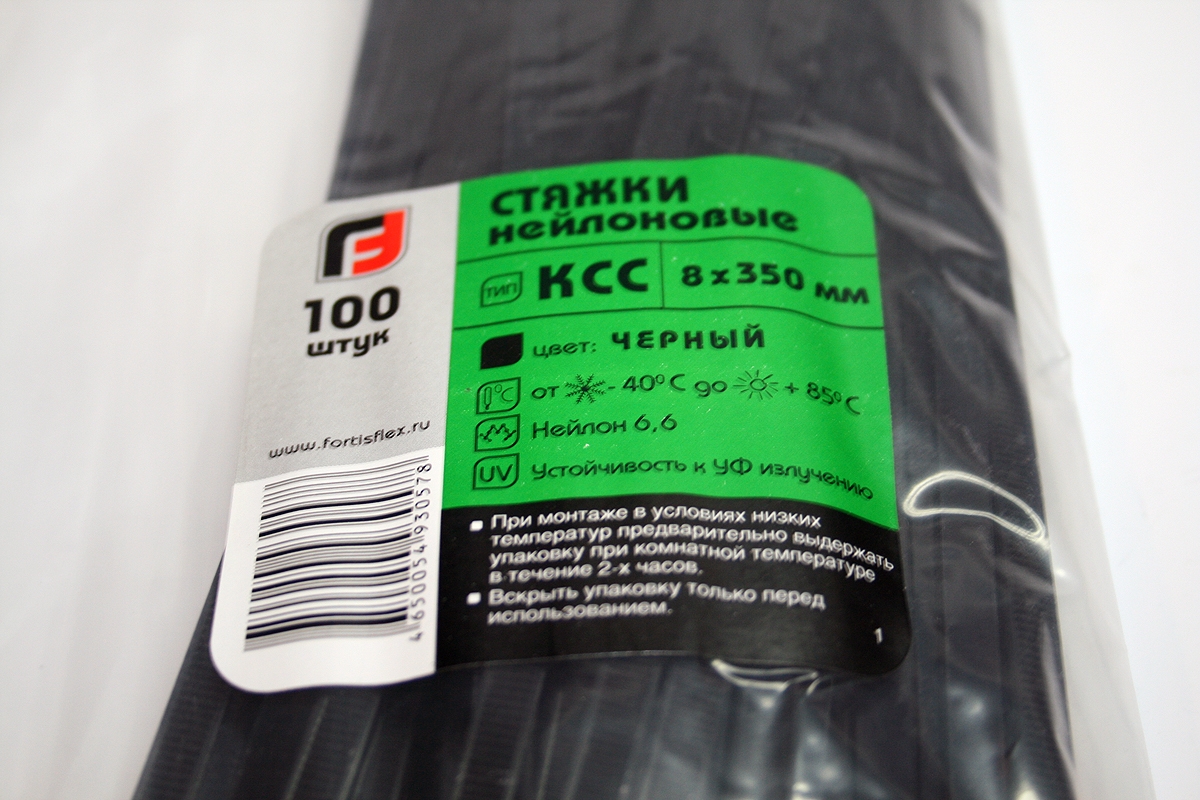 100
штук
www.fortisflex.ru
4650054930578
СТЯЖКИ
нейлоновые
тип КСС 8 х 350 мм
цвет: ЧЕРНЫЙ
°C от - 40°C до + 85°C
Нейлон 6,6
UV Устойчивость к УФ излучению
При монтаже в условиях низких
температур предварительно выдержать
упаковку при комнатной температуре
в течение 2-х часов.
Вскрыть упаковку только перед
использованием.
1